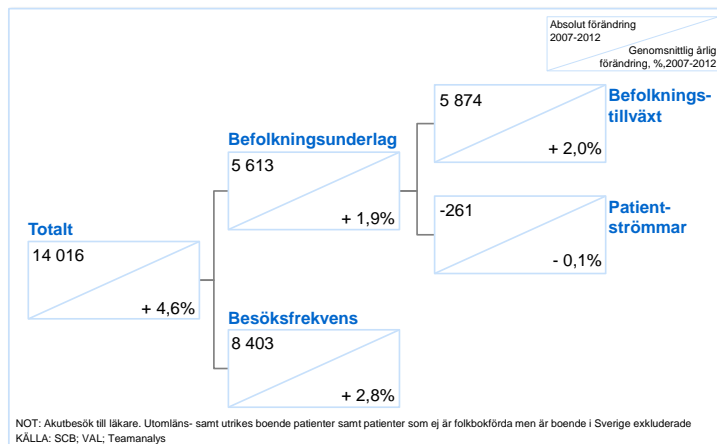 Absolut förändring
2007-2012
Genomsnittlig årlig
förändring, %,2007-2012
Totalt
14 016
+ 4,6%
Befolkningsunderlag
5 613
+ 1,9%
Besöksfrekvens
8 403
+ 2,8%
5 874
+ 2,0%
Befolknings-
tillväxt
-261
- 0,1%
Patient-
strömmar
NOT: Akutbesök till läkare. Utomläns- samt utrikes boende patienter samt patienter som ej är folkbokförda men är boende i Sverige exkluderade
KÄLLA: SCB; VAL; Teamanalys